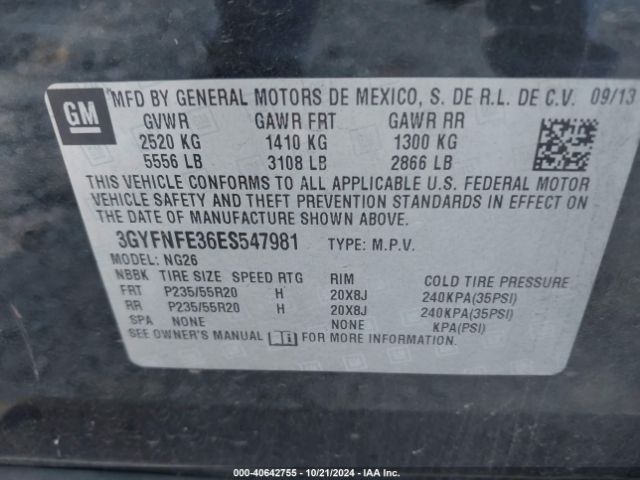 GM MFD BY GENERAL MOTORS DE MEXICO, S. DE R.L. DE C.V. 09/13
GVWR GAWR FRT GAWR RR
2520 KG 1410 KG 1300 KG
5556 LB 3108 LB 2866 LB
THIS VEHICLE CONFORMS TO ALL APPLICABLE U.S. FEDERAL MOTOR
VEHICLE SAFETY AND THEFT PREVENTION STANDARDS IN EFFECT ON
THE DATE OF MANUFACTURE SHOWN ABOVE.
3GYFNFE36ES547981 TYPE: M.P.V.
MODEL: NG26
NBBK TIRE SIZE SPEED RTG RIM COLD TIRE PRESSURE
FRT P235/55R20 H 20X8J 240KPA(35PSI)
RR P235/55R20 H 20X8J 240KPA(35PSI)
SPA NONE NONE KPA(PSI)
SEE OWNER'S MANUAL FOR MORE INFORMATION.
000-40642755 - 10/21/2024 - IAA Inc.